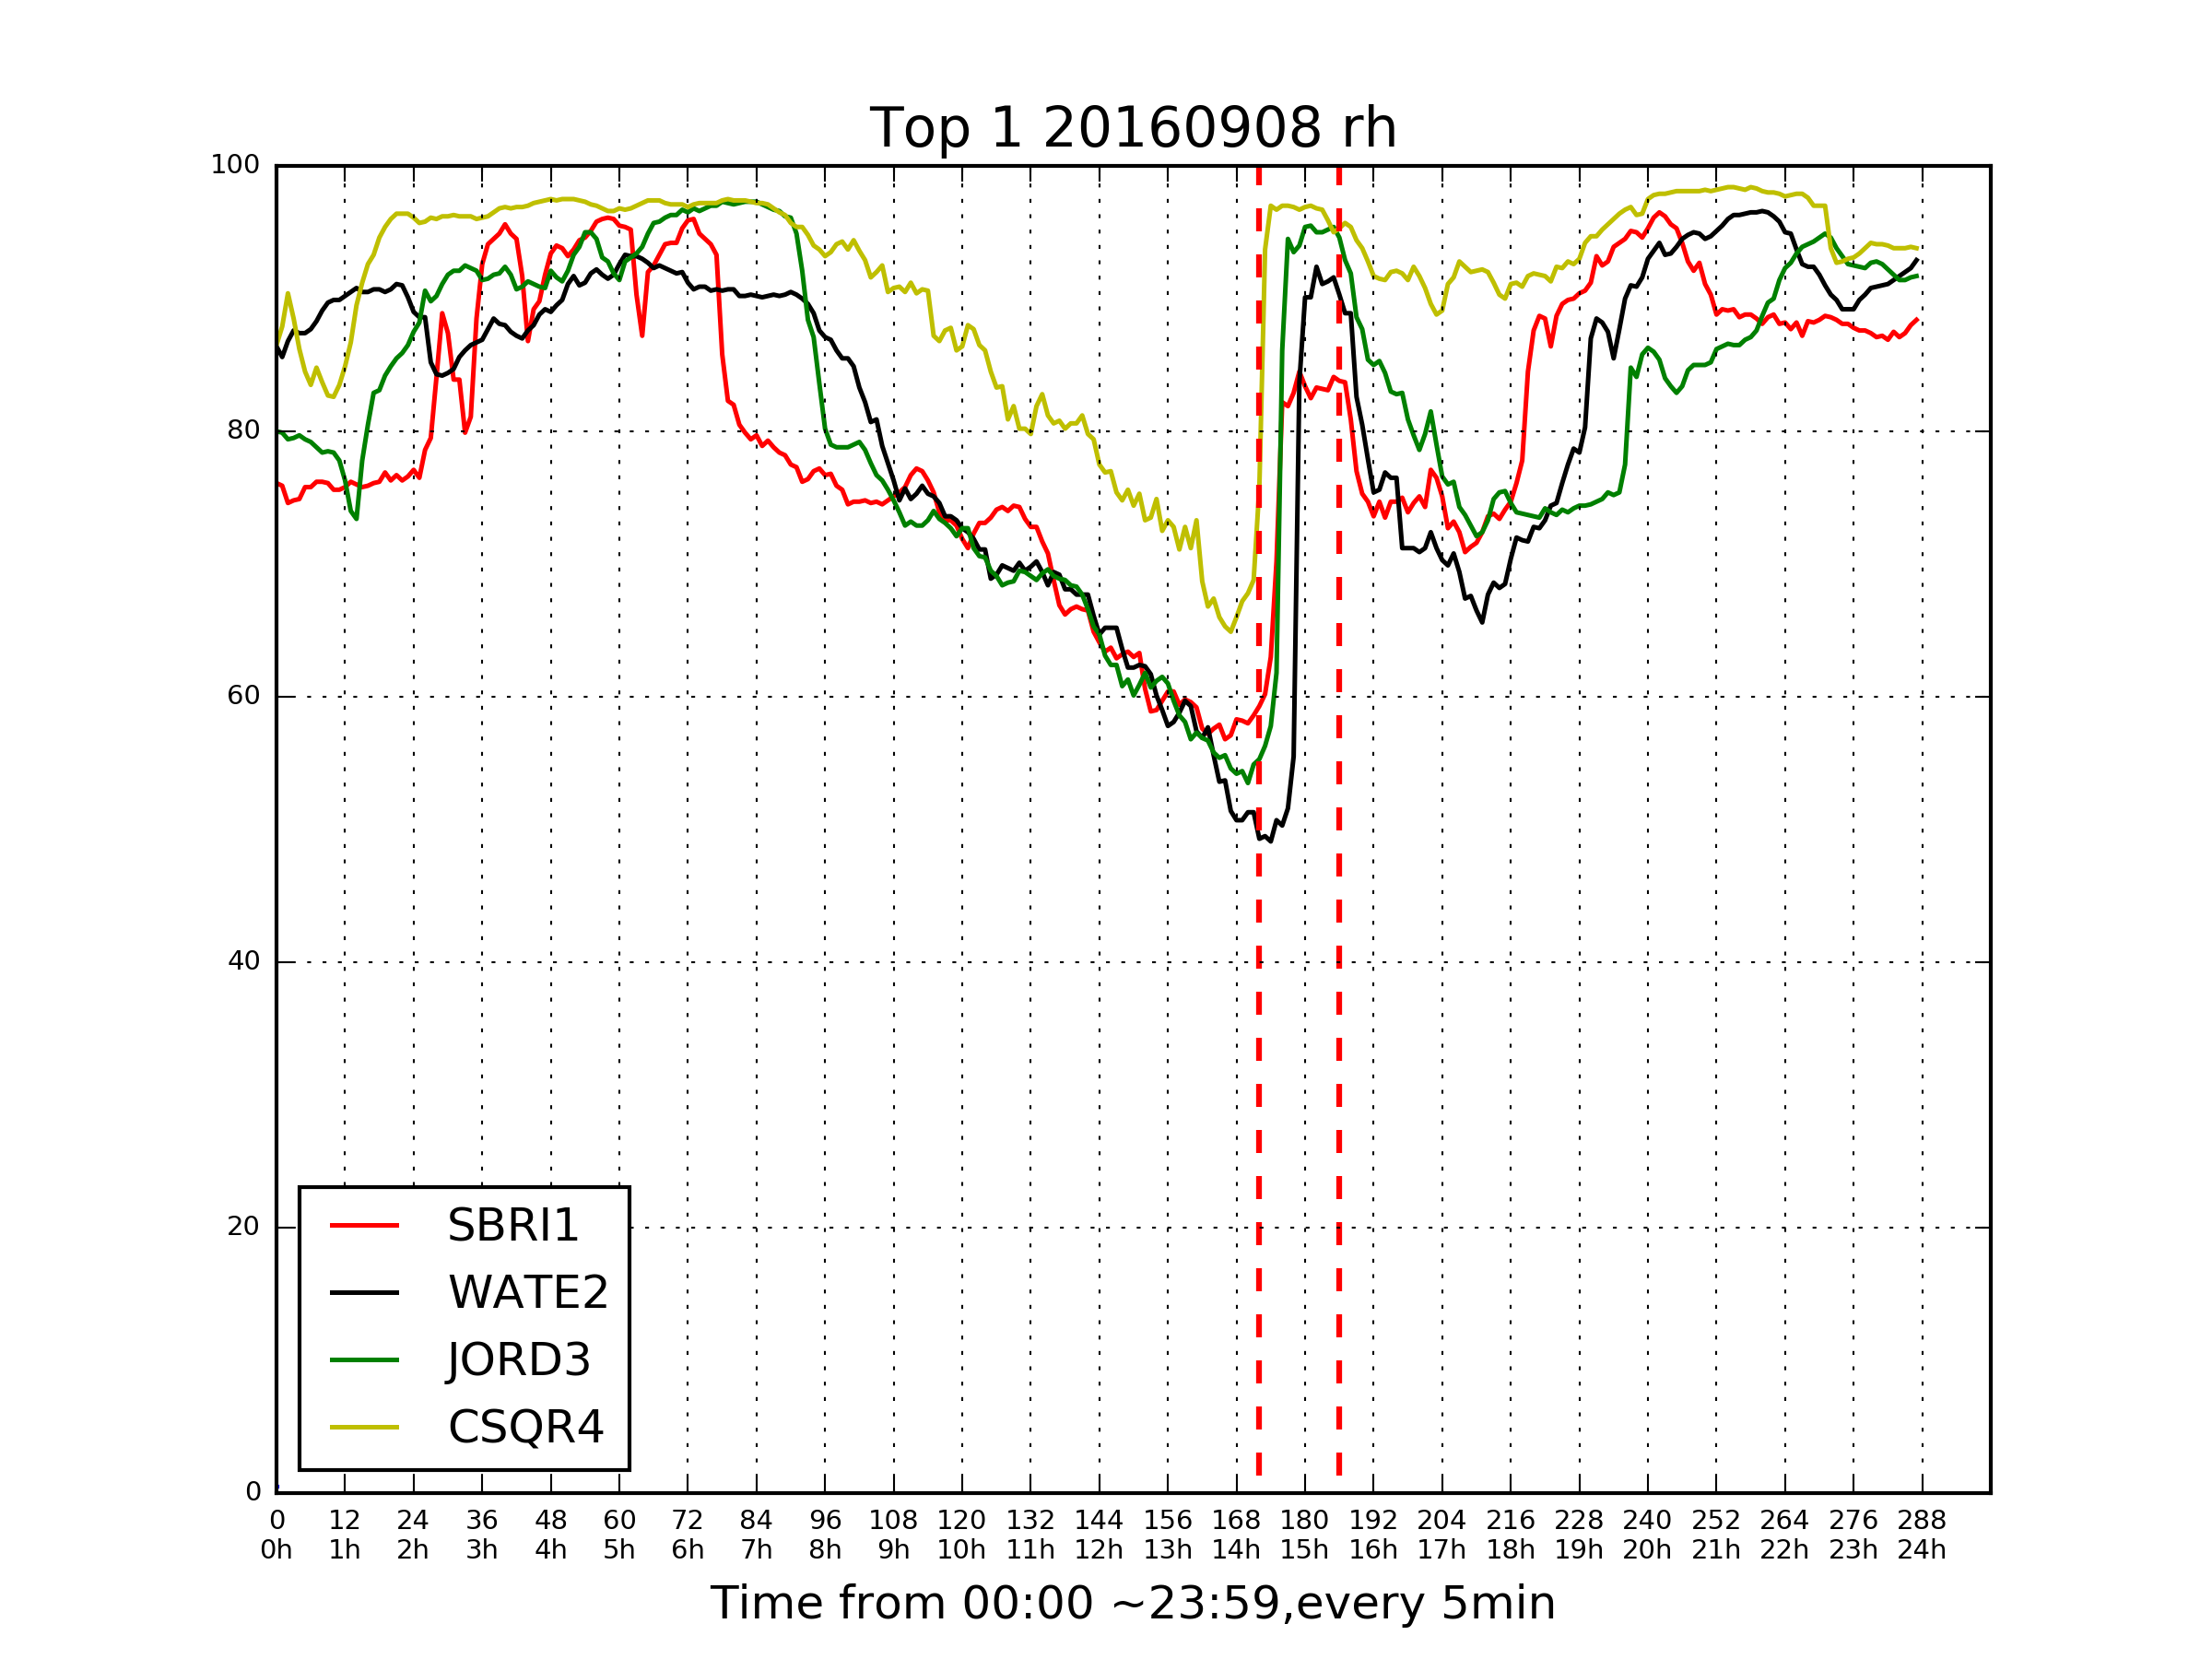 Top 1 20160908 rh
100
80
60
40
20
0
SBRI1
WATE2
JORD3
CSQR4
0 12 24 36 48 60 72 84 96 108 120 132 144 156 168 180 192 204 216 228 240 252 264 276 288
0h 1h 2h 3h 4h 5h 6h 7h 8h 9h 10h 11h 12h 13h 14h 15h 16h 17h 18h 19h 20h 21h 22h 23h 24h
Time from 00:00 ~23:59,every 5min